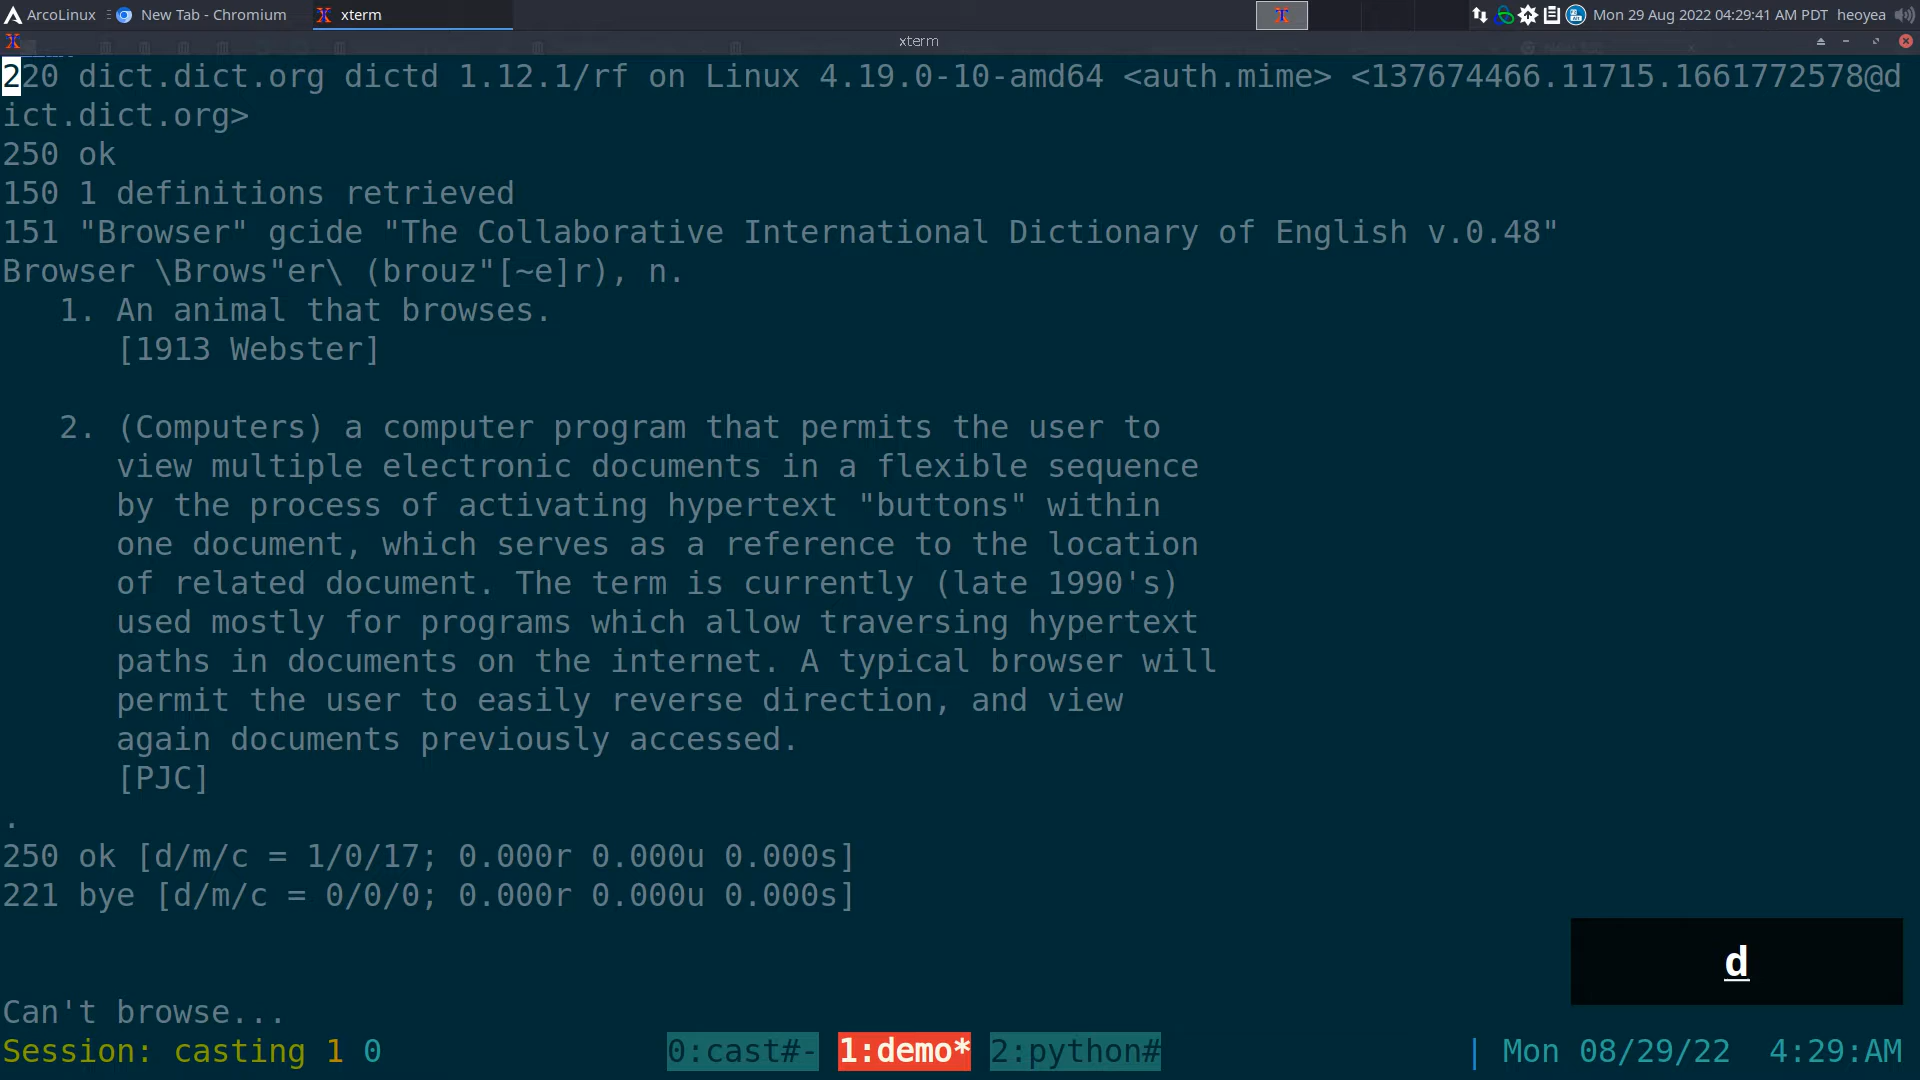 ArcoLinux New Tab - Chromium xterm Mon 29 Aug 2022 04:29:41 AM PDT heoyea
xterm
220 dict.dict.org dictd 1.12.1/rf on Linux 4.19.0-10-amd64 <auth.mime> <137674466.11715.1661772578@d
ict.dict.org>
250 ok
150 1 definitions retrieved
151 "Browser" gcide "The Collaborative International Dictionary of English v.0.48"
Browser \Brows"er\ (brouz"[~e]r), n.
1. An animal that browses.
[1913 Webster]
2. (Computers) a computer program that permits the user to
view multiple electronic documents in a flexible sequence
by the process of activating hypertext "buttons" within
one document, which serves as a reference to the location
of related document. The term is currently (late 1990's)
used mostly for programs which allow traversing hypertext
paths in documents on the internet. A typical browser will
permit the user to easily reverse direction, and view
again documents previously accessed.
[PJC]
.
250 ok [d/m/c = 1/0/17; 0.000r 0.000u 0.000s]
221 bye [d/m/c = 0/0/0; 0.000r 0.000u 0.000s]
d
Can't browse...
Session: casting 1 0 0:cast#- 1:demo* 2:python# | Mon 08/29/22 4:29:AM